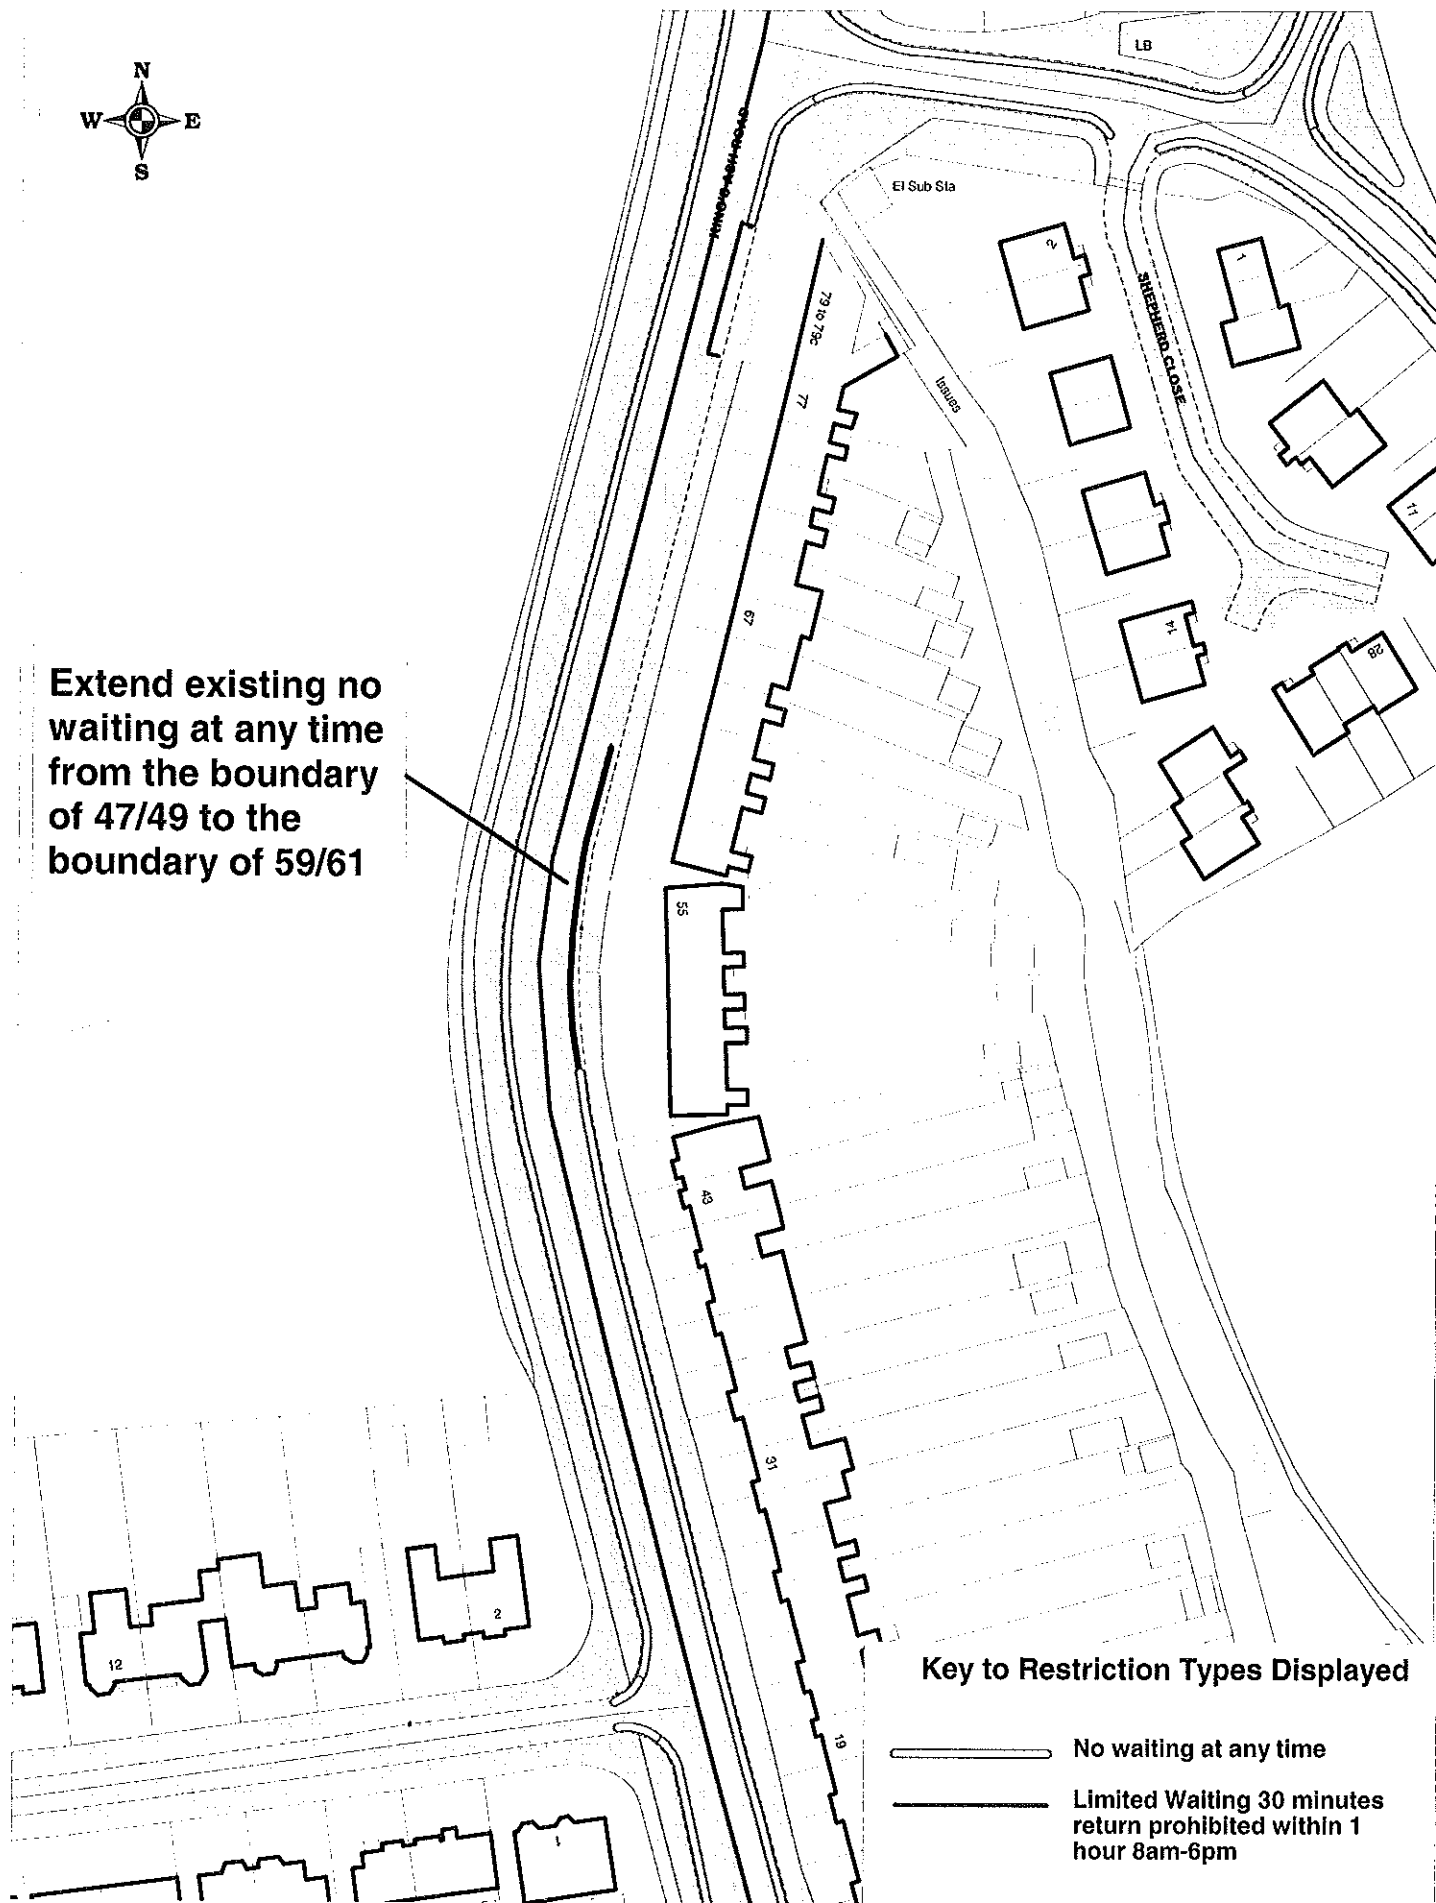 N
W E
S
LB
KING'S ASH ROAD
El Sub Sta
2
1
SHEPHERD CLOSE
79 to 79c
77
Issues
11
67
14
28
Extend existing no
waiting at any time
from the boundary
of 47/49 to the
boundary of 59/61
55
43
31
2
12
19
1
Key to Restriction Types Displayed
No waiting at any time
Limited Waiting 30 minutes
return prohibited within 1
hour 8am-6pm